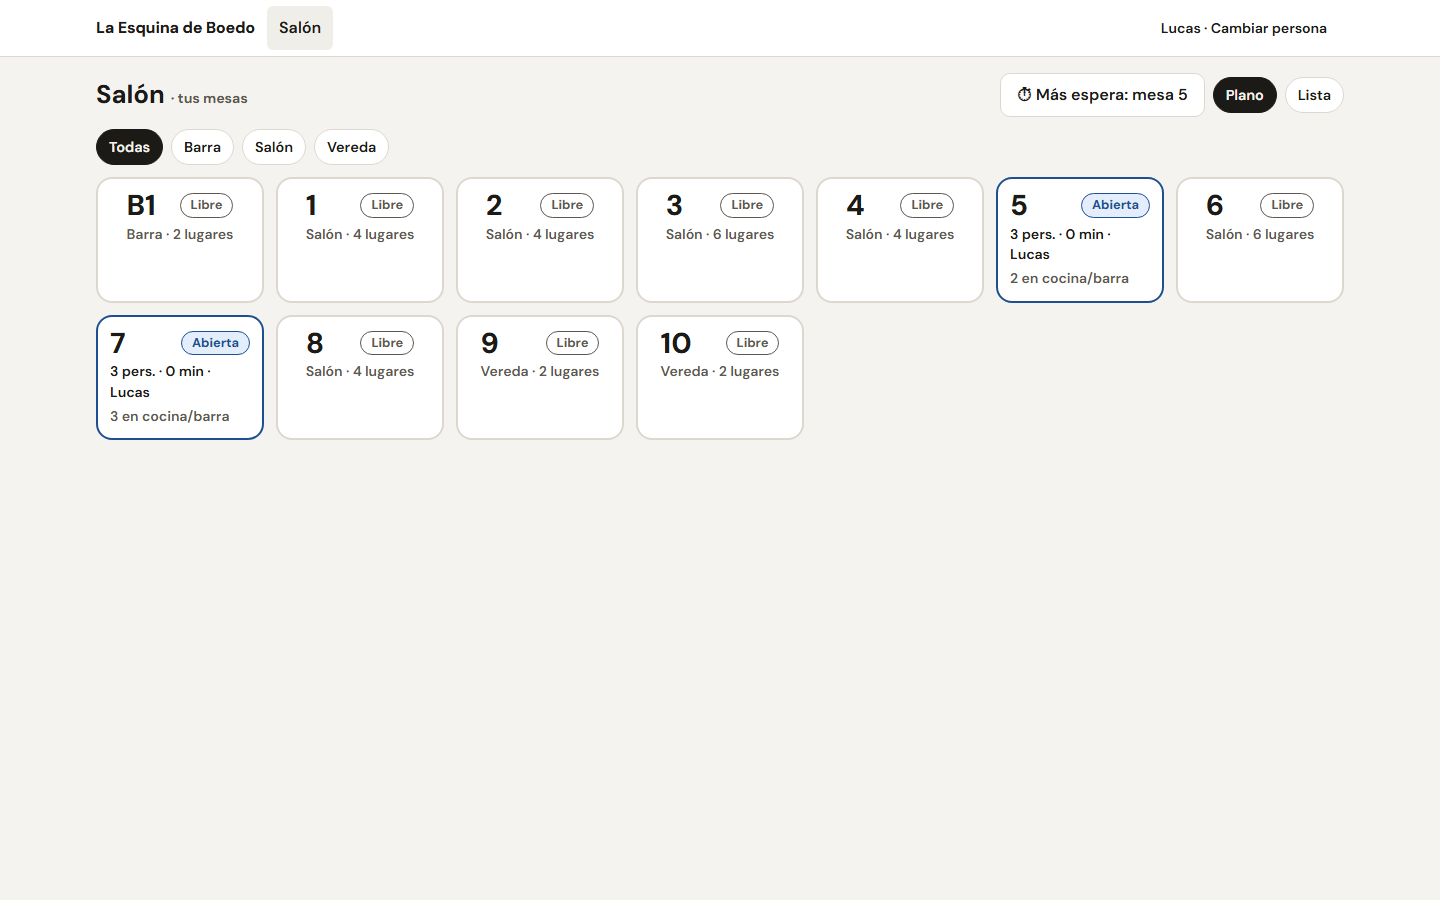 La Esquina de Boedo Salón Lucas · Cambiar persona
Salón · tus mesas ⏱ Más espera: mesa 5 Plano Lista
Todas Barra Salón Vereda
B1 Libre
Barra · 2 lugares
1 Libre
Salón · 4 lugares
2 Libre
Salón · 4 lugares
3 Libre
Salón · 6 lugares
4 Libre
Salón · 4 lugares
5 Abierta
3 pers. · 0 min ·
Lucas
2 en cocina/barra
6 Libre
Salón · 6 lugares
7 Abierta
3 pers. · 0 min ·
Lucas
3 en cocina/barra
8 Libre
Salón · 4 lugares
9 Libre
Vereda · 2 lugares
10 Libre
Vereda · 2 lugares